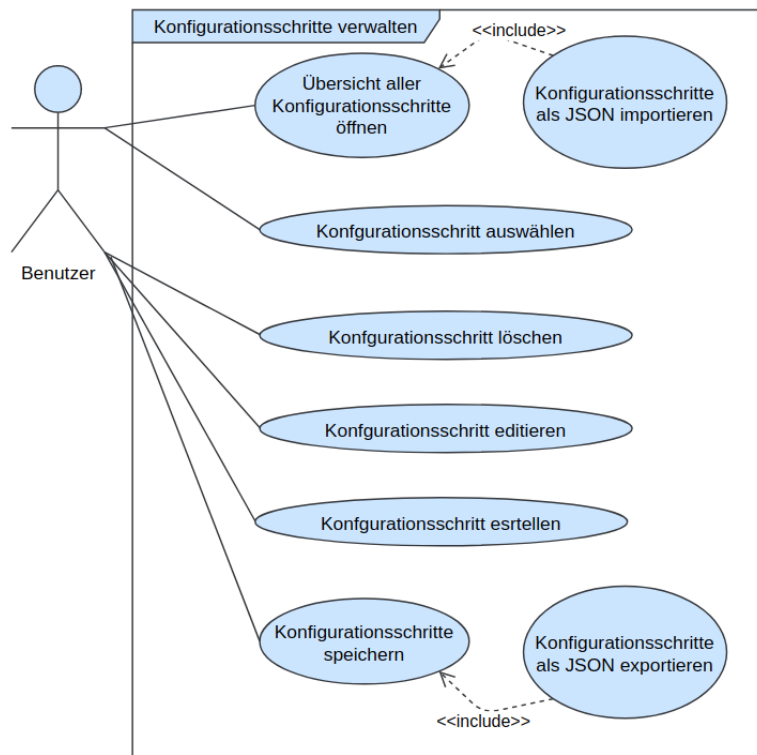 Konfigurationsschritte verwalten
<<include>>
Übersicht aller
Konfigurationsschritte
öffnen
Konfigurationsschritte
als JSON importieren
Benutzer
Konfgurationsschritt auswählen
Konfgurationsschritt löschen
Konfgurationsschritt editieren
Konfgurationsschritt esrtellen
Konfigurationsschritte
speichern
Konfigurationsschritte
als JSON exportieren
<<include>>